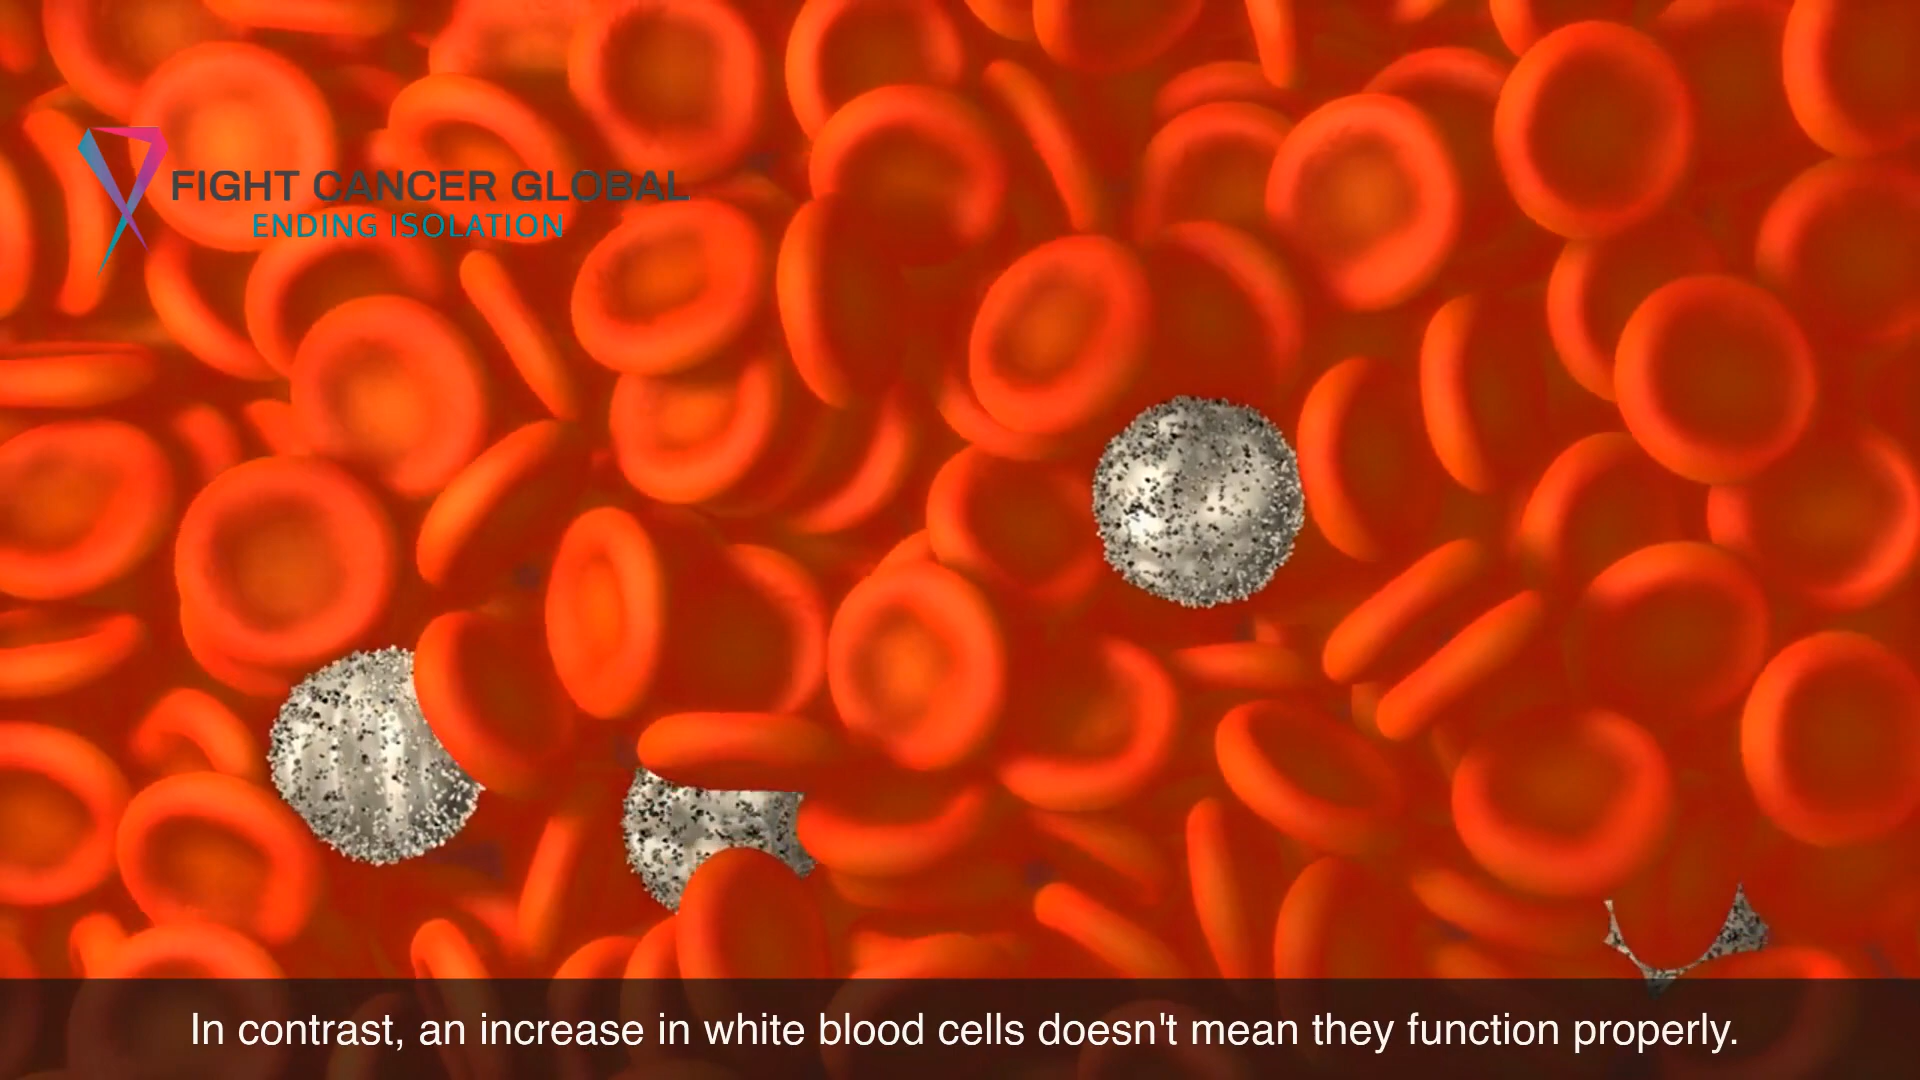 FIGHT CANCER GLOBAL
ENDING ISOLATION
In contrast, an increase in white blood cells doesn't mean they function properly.